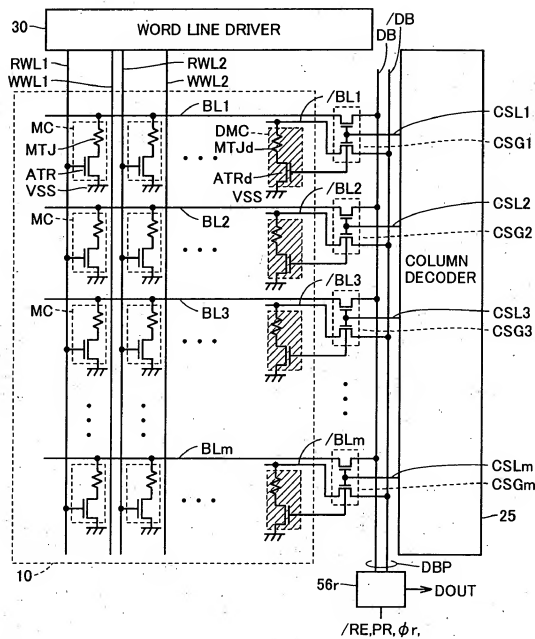 30
WORD LINE DRIVER
/DB
DB
RWL1
RWL2
WWL1
WWL2
BL1
/BL1
MC
MTJ
ATR
VSS
DMC
MTJd
ATRd
VSS
CSL1
CSG1
BL2
/BL2
MC
CSL2
CSG2
COLUMN
DECODER
BL3
/BL3
MC
CSL3
CSG3
BLm
/BLm
CSLm
CSGm
25
10
DBP
56r
DOUT
/RE,PR,φr,